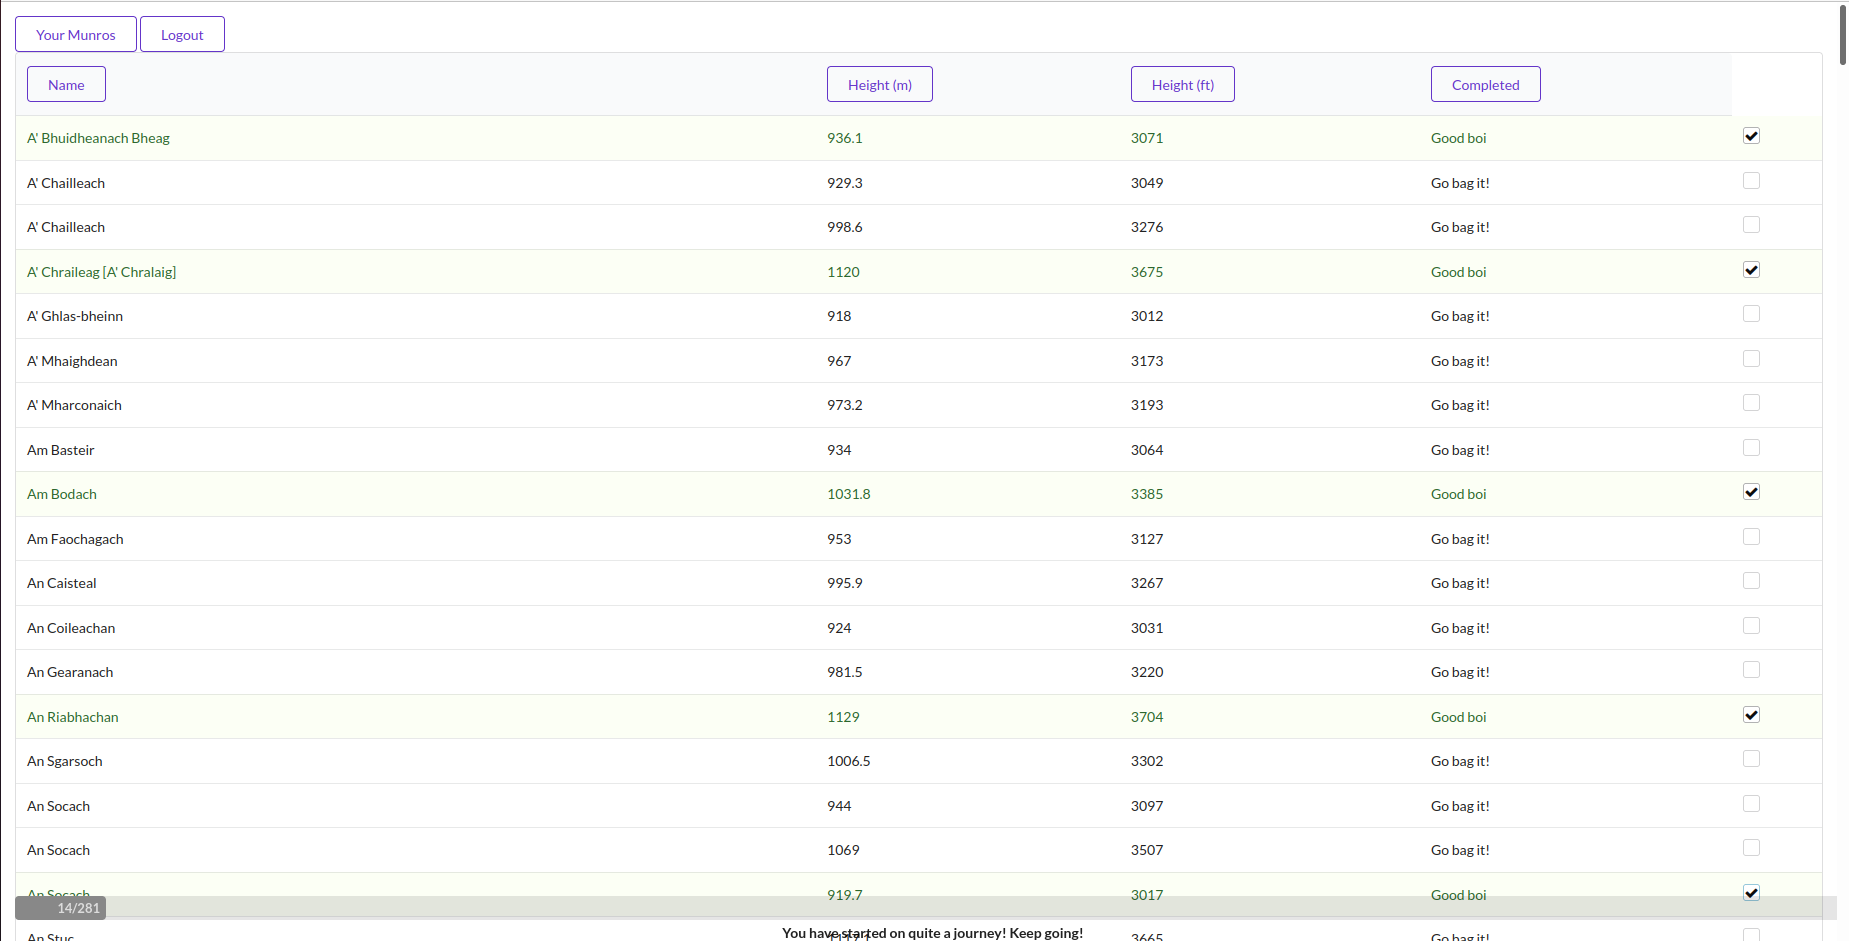 Your Munros Logout
Name Height (m) Height (ft) Completed
A' Bhuidheanach Bheag 936.1 3071 Good boi
A' Chailleach 929.3 3049 Go bag it!
A' Chailleach 998.6 3276 Go bag it!
A' Chraileag [A' Chralaig] 1120 3675 Good boi
A' Ghlas-bheinn 918 3012 Go bag it!
A' Mhaighdean 967 3173 Go bag it!
A' Mharconaich 973.2 3193 Go bag it!
Am Basteir 934 3064 Go bag it!
Am Bodach 1031.8 3385 Good boi
Am Faochagach 953 3127 Go bag it!
An Caisteal 995.9 3267 Go bag it!
An Coileachan 924 3031 Go bag it!
An Gearanach 981.5 3220 Go bag it!
An Riabhachan 1129 3704 Good boi
An Sgarsoch 1006.5 3302 Go bag it!
An Socach 944 3097 Go bag it!
An Socach 1069 3507 Go bag it!
An Socach 919.7 3017 Good boi
14/281
You have started on quite a journey! Keep going!
An Stuc 3665 Go bag it!